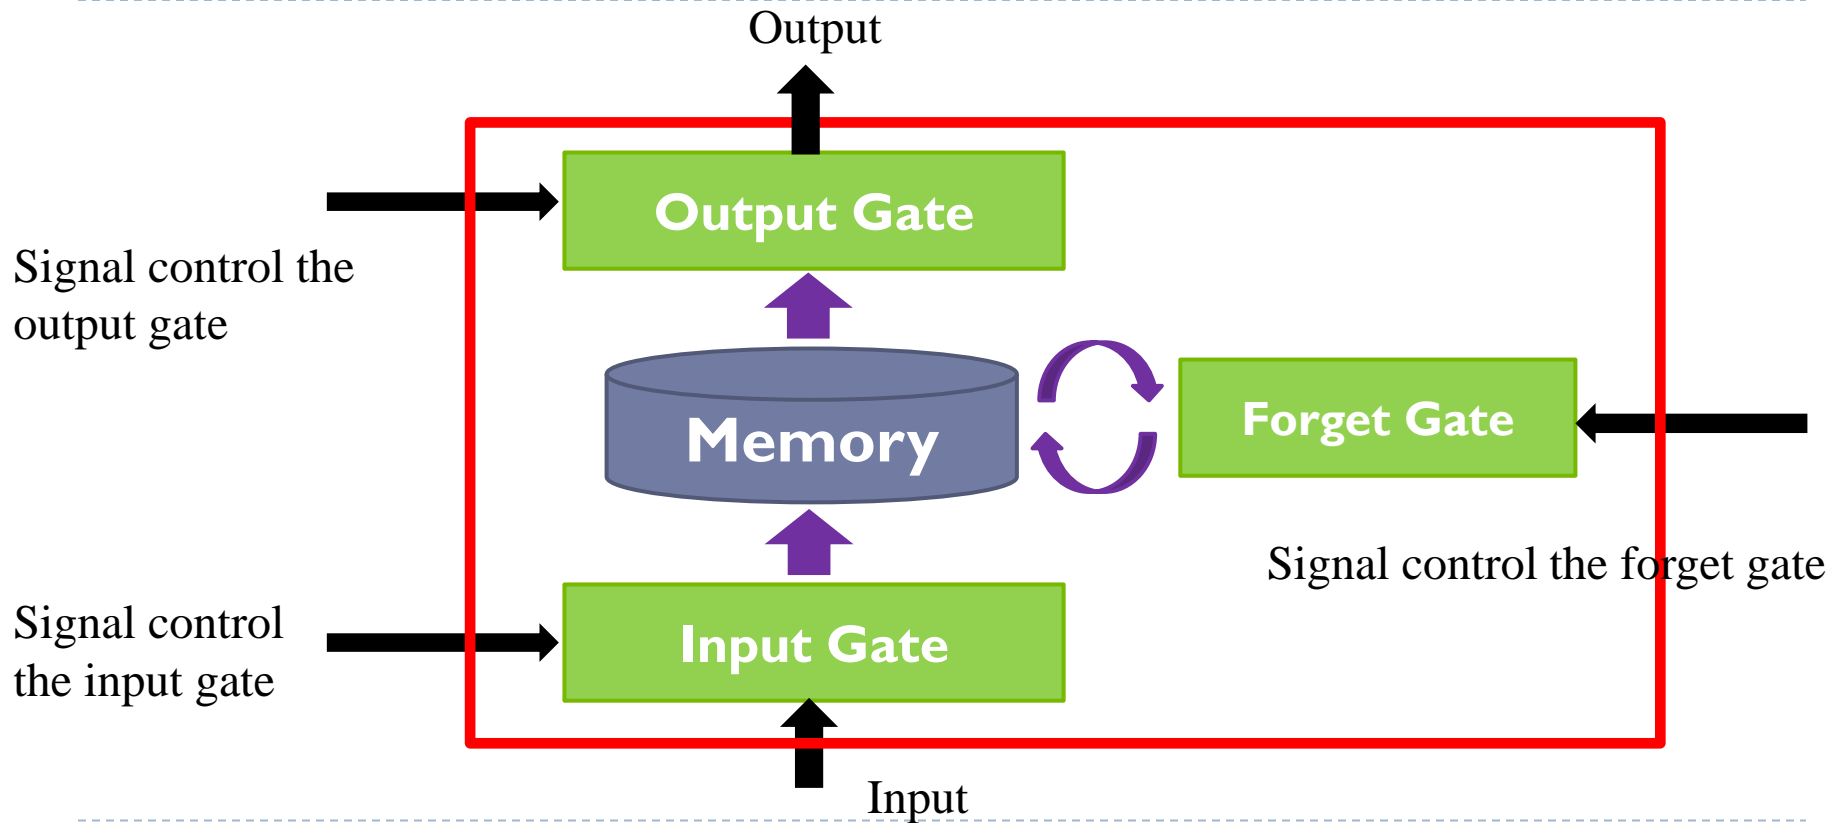 Output
Output Gate
Signal control the
output gate
Memory
Forget Gate
Signal control the forget gate
Signal control
the input gate
Input Gate
Input